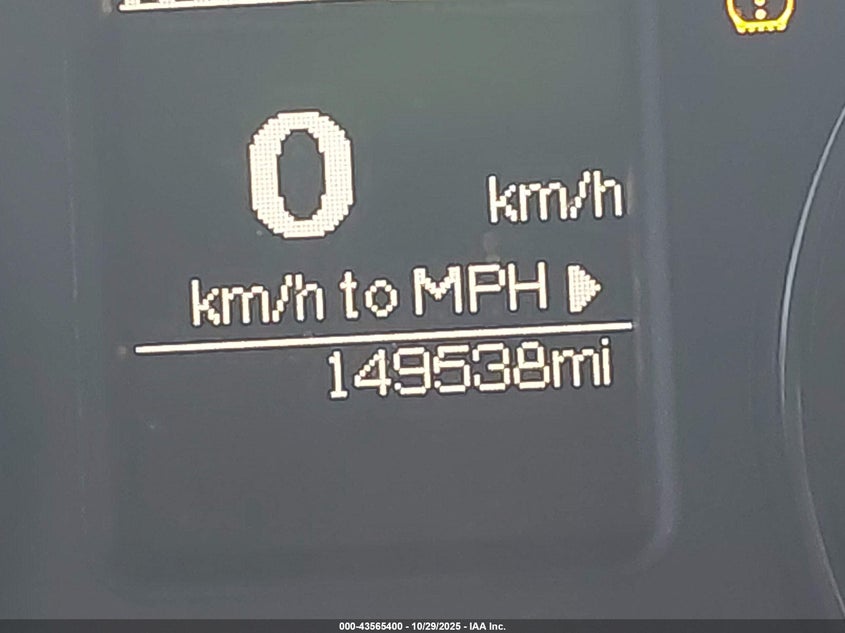 0 km/h
km/h to MPH
149538mi
000-43565400 - 10/29/2025 - IAA Inc.